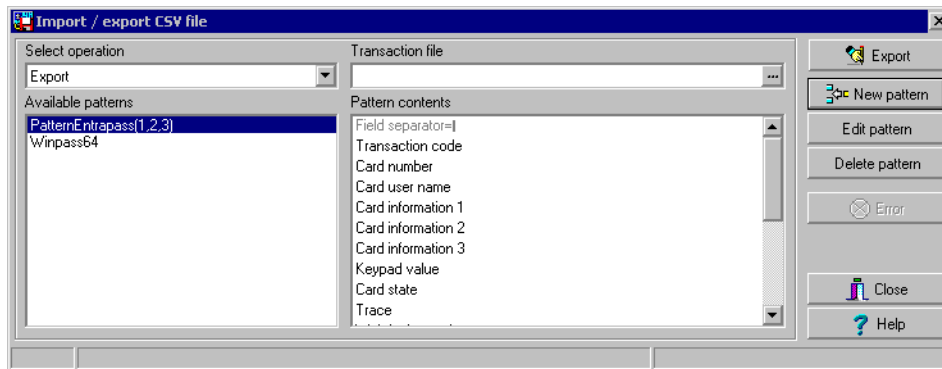 Import / export CSV file
Select operation
Transaction file
Export
...
Available patterns
Pattern contents
PatternEntrapass(1,2,3)
Winpass64
Field separator=|
Transaction code
Card number
Card user name
Card information 1
Card information 2
Card information 3
Keypad value
Card state
Trace
Export
New pattern
Edit pattern
Delete pattern
Error
Close
Help